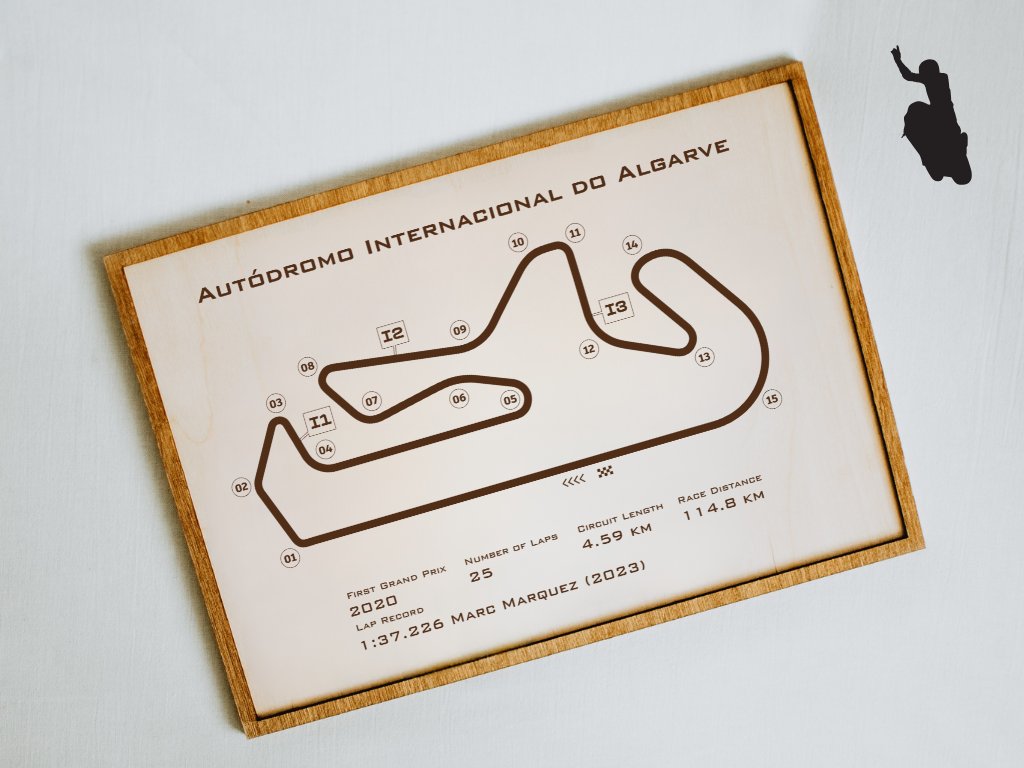 Autódromo Internacional do Algarve
10
11
14
I3
I2
09
12
13
08
07
06
05
15
03
I1
04
02
<<<<
01
First Grand Prix
2020
Number of Laps
25
Circuit Length
4.59 km
Race Distance
114.8 km
Lap Record
1:37.226 Marc Marquez (2023)